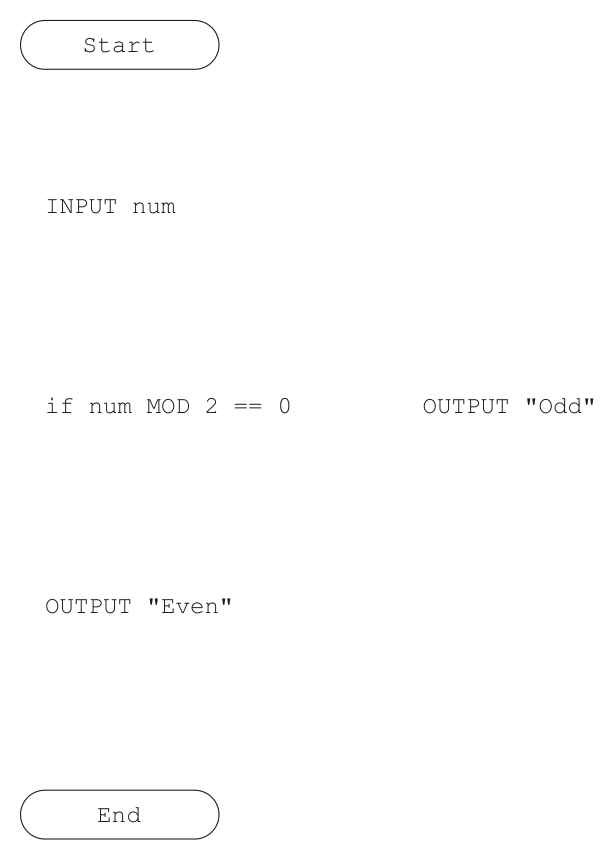 Start
INPUT num
if num MOD 2 == 0
OUTPUT "Odd"
OUTPUT "Even"
End